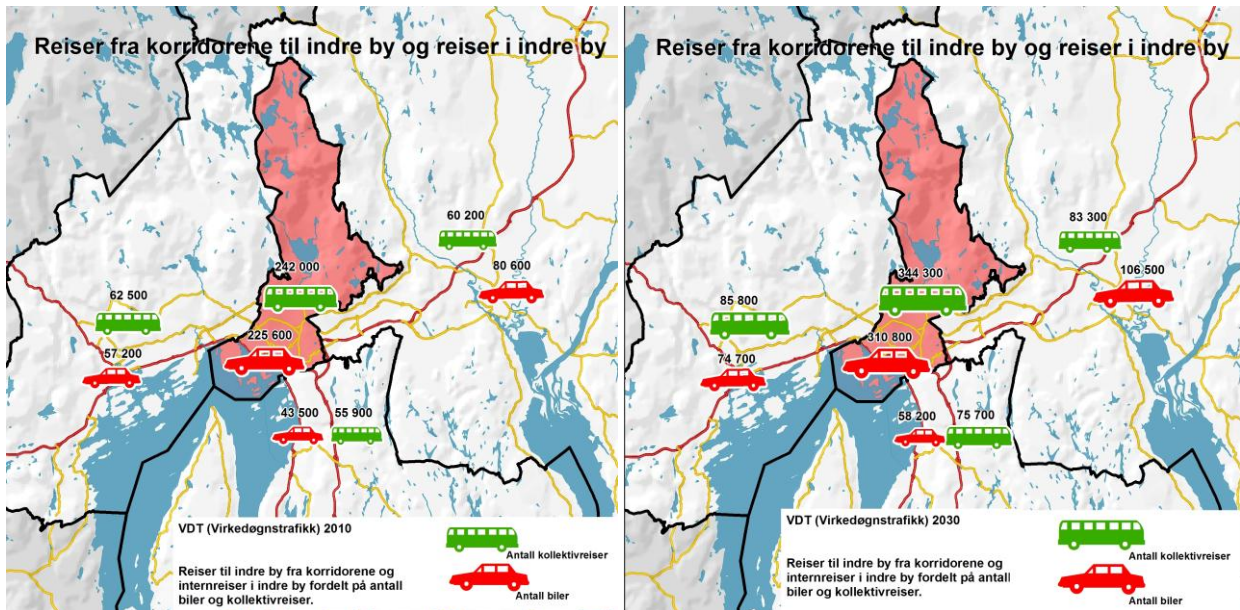 Reiser fra korridorene til indre by og reiser i indre by
60 200
242 000
80 600
62 500
225 600
57 200
43 500
55 900
VDT (Virkedøgnstrafikk) 2010
Antall kollektivreiser
Reiser til indre by fra korridorene og
internreiser i indre by fordelt på antall
biler og kollektivreiser.
Antall biler
Reiser fra korridorene til indre by og reiser i indre by
83 300
344 300
106 500
85 800
310 800
74 700
58 200
75 700
VDT (Virkedøgnstrafikk) 2030
Antall kollektivreiser
Reiser til indre by fra korridorene og
internreiser i indre by fordelt på antall
biler og kollektivreiser.
Antall biler